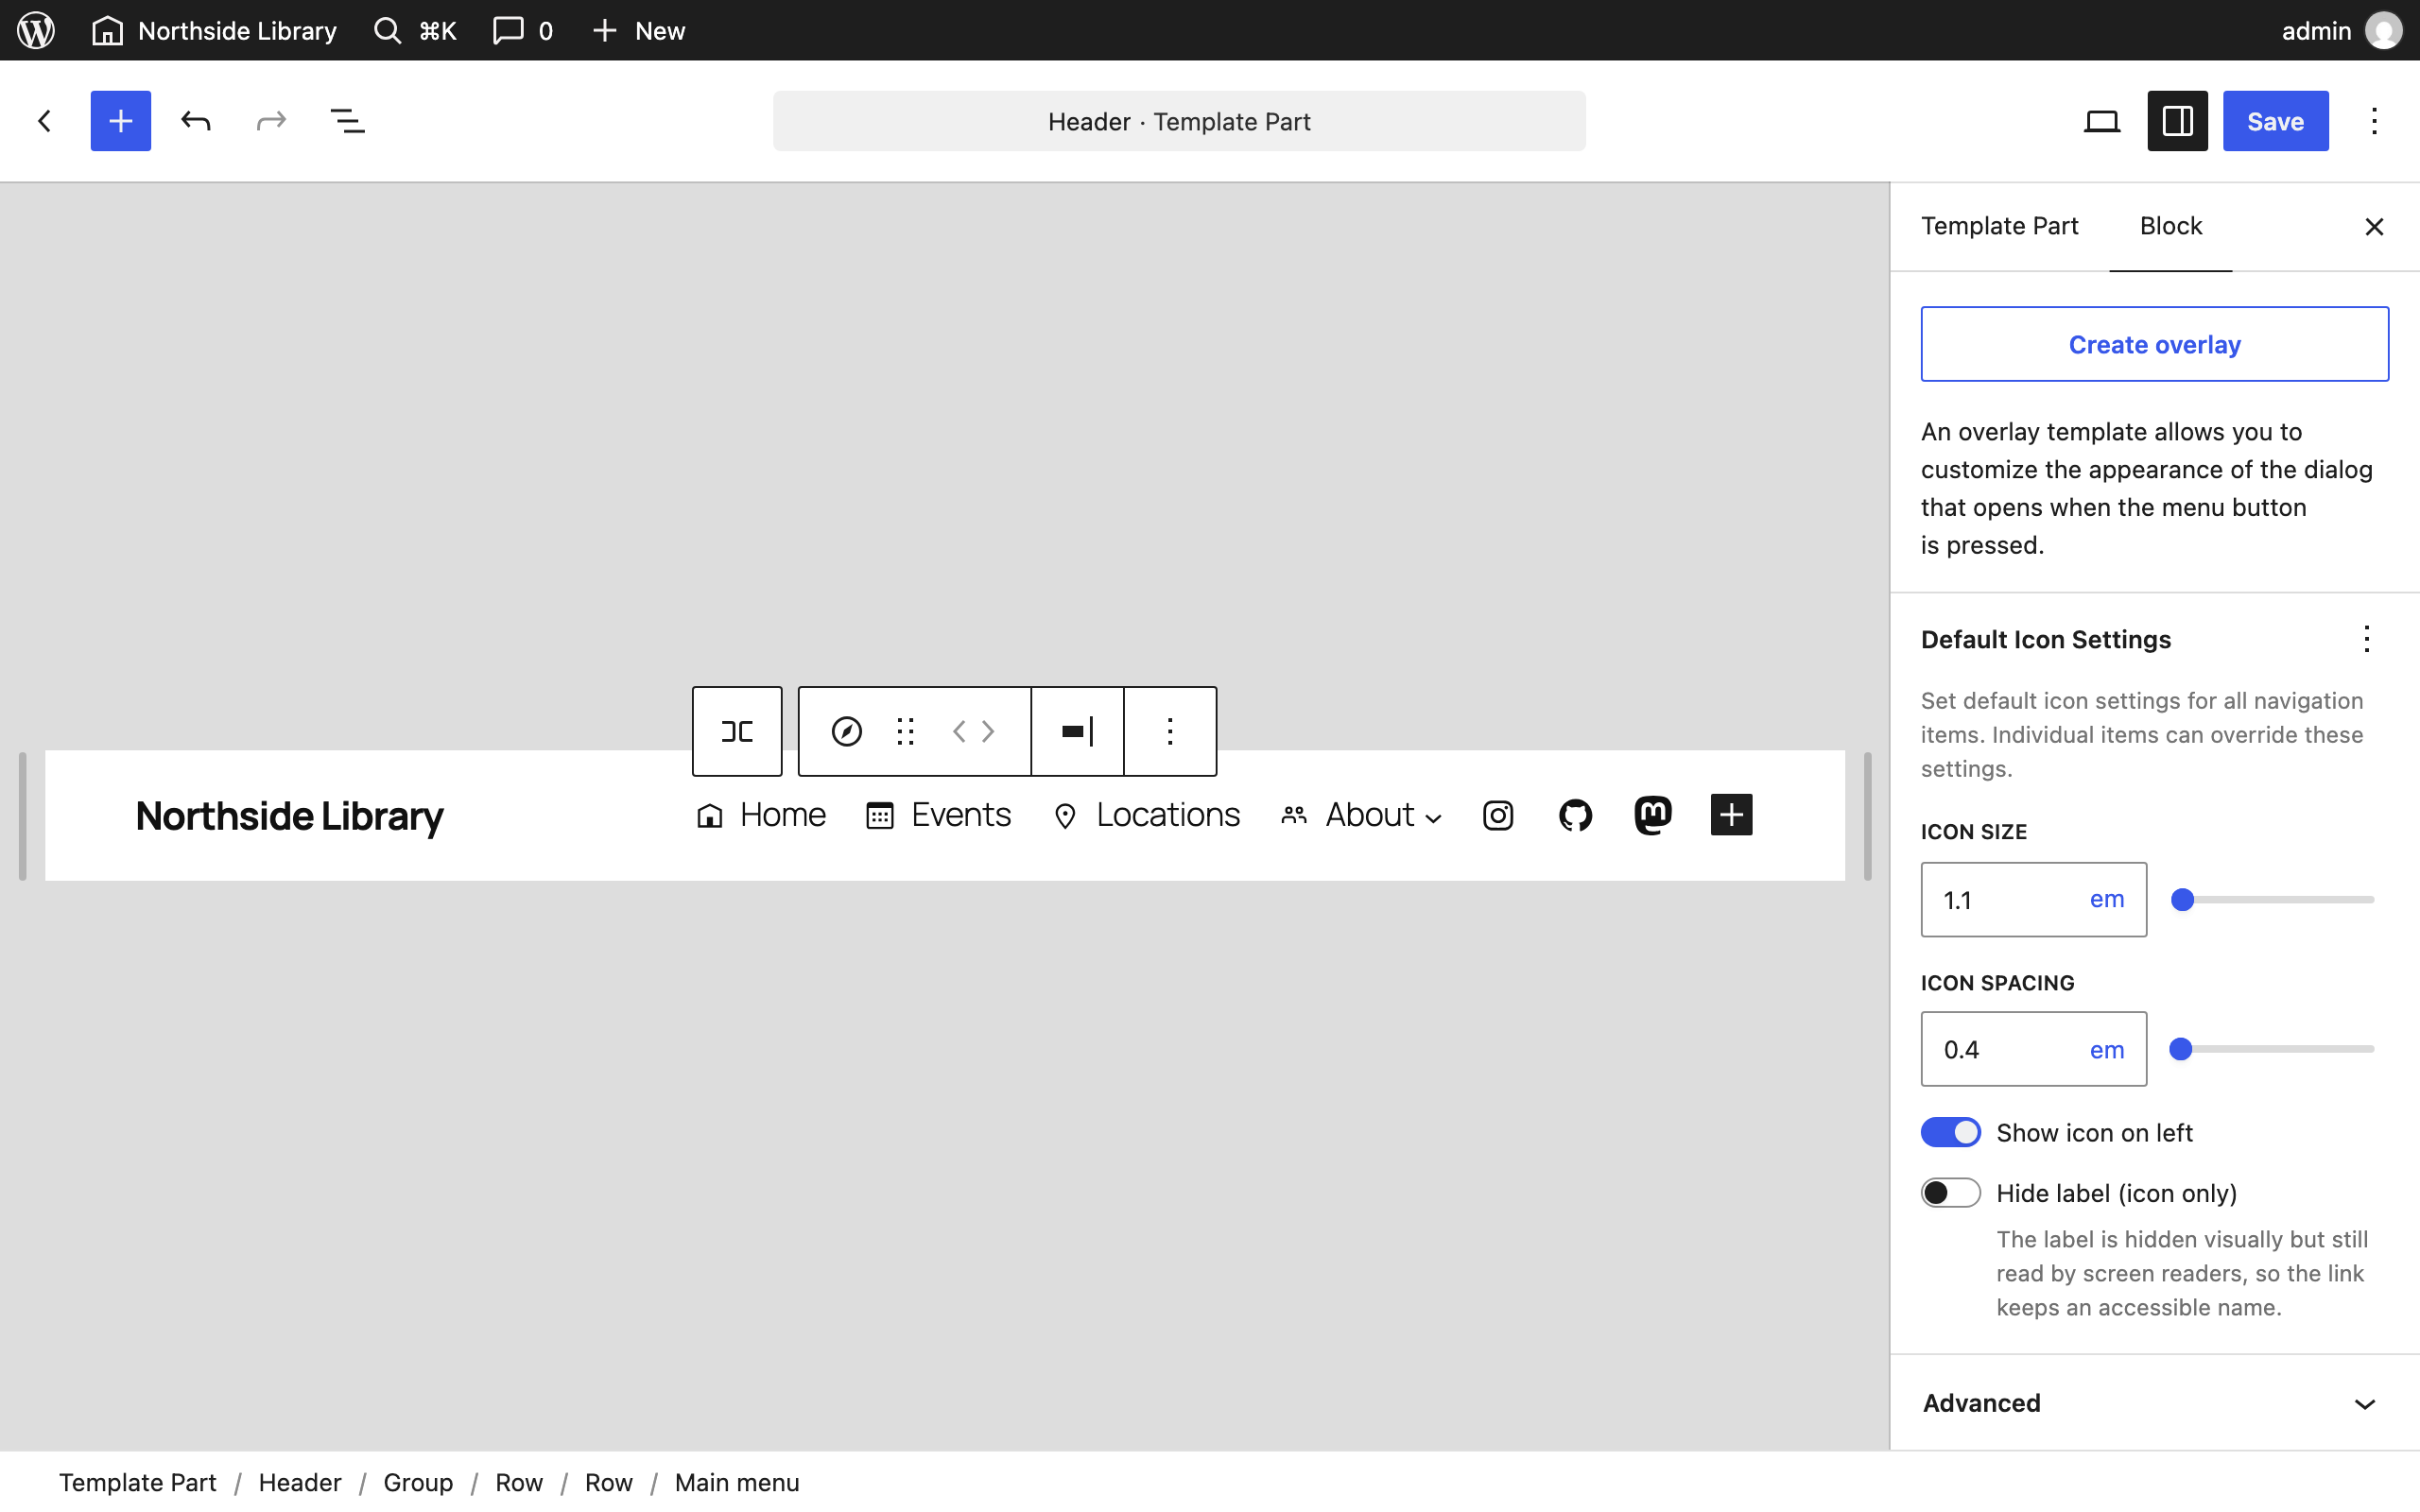 Northside Library ⌘K 0 New admin
Header · Template Part
Save
Template Part Block
Create overlay
An overlay template allows you to
customize the appearance of the dialog
that opens when the menu button
is pressed.
Default Icon Settings
Set default icon settings for all navigation
items. Individual items can override these
settings.
ICON SIZE
1.1 em
ICON SPACING
0.4 em
Show icon on left
Hide label (icon only)
The label is hidden visually but still
read by screen readers, so the link
keeps an accessible name.
Advanced
Northside Library Home Events Locations About
Template Part / Header / Group / Row / Row / Main menu